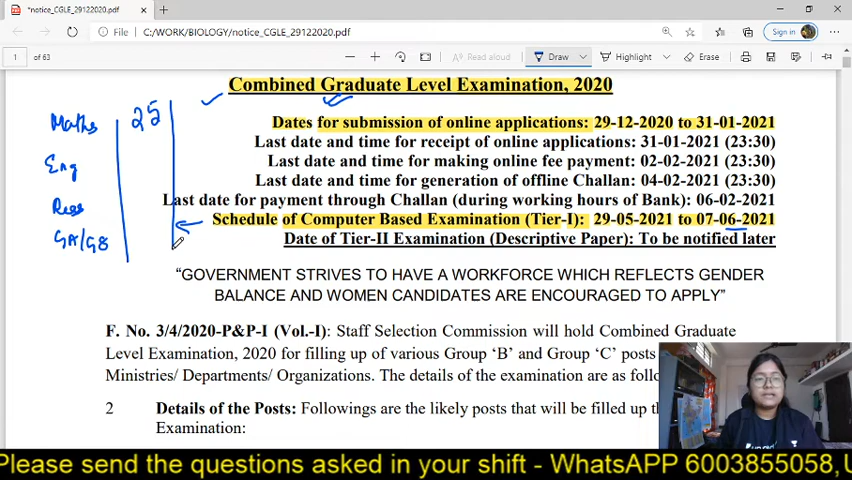 *notice_CGLE_29122020.pdf
C:/WORK/BIOLOGY/notice_CGLE_29122020.pdf
Sign in
1 of 63
Read aloud
Draw
Highlight
Erase
Combined Graduate Level Examination, 2020
Maths 25
Eng
Reas
GA/GS
Dates for submission of online applications: 29-12-2020 to 31-01-2021
Last date and time for receipt of online applications: 31-01-2021 (23:30)
Last date and time for making online fee payment: 02-02-2021 (23:30)
Last date and time for generation of offline Challan: 04-02-2021 (23:30)
Last date for payment through Challan (during working hours of Bank): 06-02-2021
Schedule of Computer Based Examination (Tier-I): 29-05-2021 to 07-06-2021
Date of Tier-II Examination (Descriptive Paper): To be notified later
“GOVERNMENT STRIVES TO HAVE A WORKFORCE WHICH REFLECTS GENDER
BALANCE AND WOMEN CANDIDATES ARE ENCOURAGED TO APPLY”
F. No. 3/4/2020-P&P-I (Vol.-I): Staff Selection Commission will hold Combined Graduate
Level Examination, 2020 for filling up of various Group ‘B’ and Group ‘C’ posts
Ministries/ Departments/ Organizations. The details of the examination are as
2 Details of the Posts: Followings are the likely posts that will be filled up
Examination:
Please send the questions asked in your shift - WhatsAPP 6003855058,